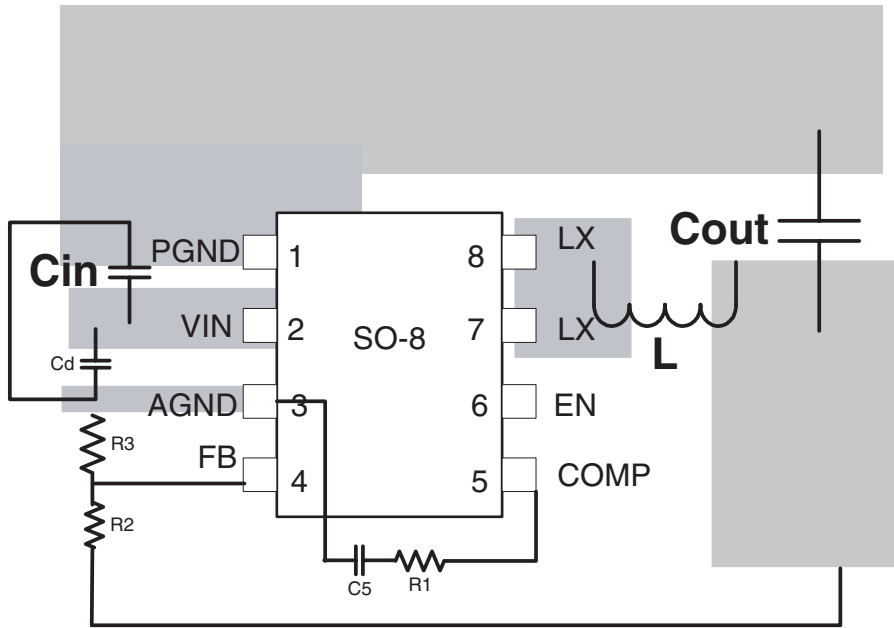 PGND
1
8
LX
Cout
Cin
VIN
2
SO-8
7
LX
L
Cd
AGND
3
6
EN
R3
FB
4
5
COMP
R2
C5
R1